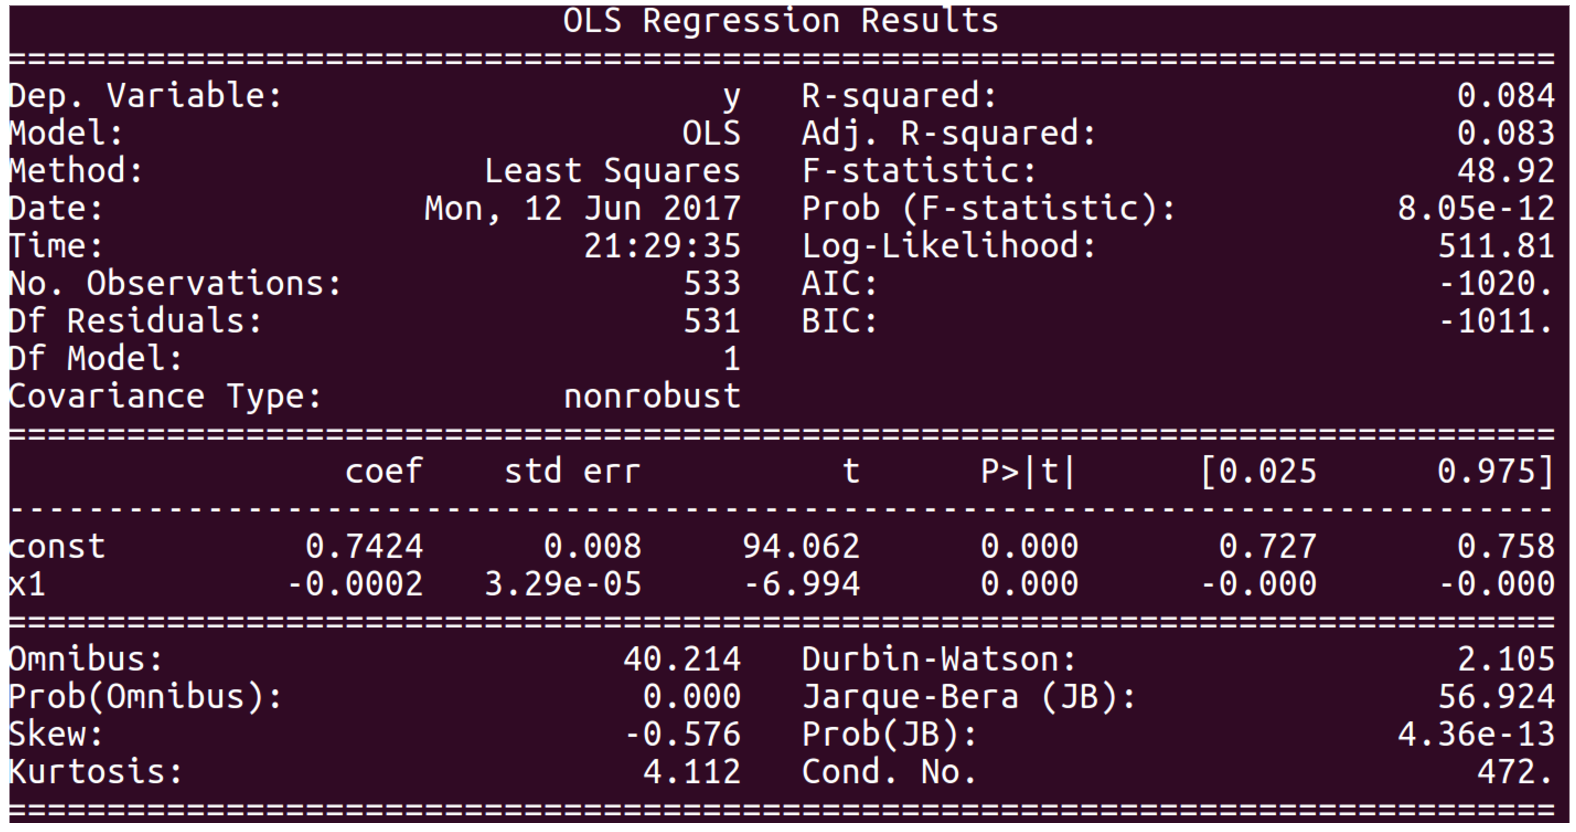 OLS Regression Results
==============================================================================
Dep. Variable:                      y   R-squared:                       0.084
Model:                            OLS   Adj. R-squared:                  0.083
Method:                 Least Squares   F-statistic:                     48.92
Date:                Mon, 12 Jun 2017   Prob (F-statistic):           8.05e-12
Time:                        21:29:35   Log-Likelihood:                 511.81
No. Observations:                 533   AIC:                            -1020.
Df Residuals:                     531   BIC:                            -1011.
Df Model:                           1
Covariance Type:            nonrobust
==============================================================================
                 coef    std err          t      P>|t|      [0.025      0.975]
------------------------------------------------------------------------------
const          0.7424      0.008     94.062      0.000       0.727       0.758
x1            -0.0002   3.29e-05     -6.994      0.000      -0.000      -0.000
==============================================================================
Omnibus:                       40.214   Durbin-Watson:                   2.105
Prob(Omnibus):                  0.000   Jarque-Bera (JB):               56.924
Skew:                          -0.576   Prob(JB):                     4.36e-13
Kurtosis:                       4.112   Cond. No.                         472.
==============================================================================